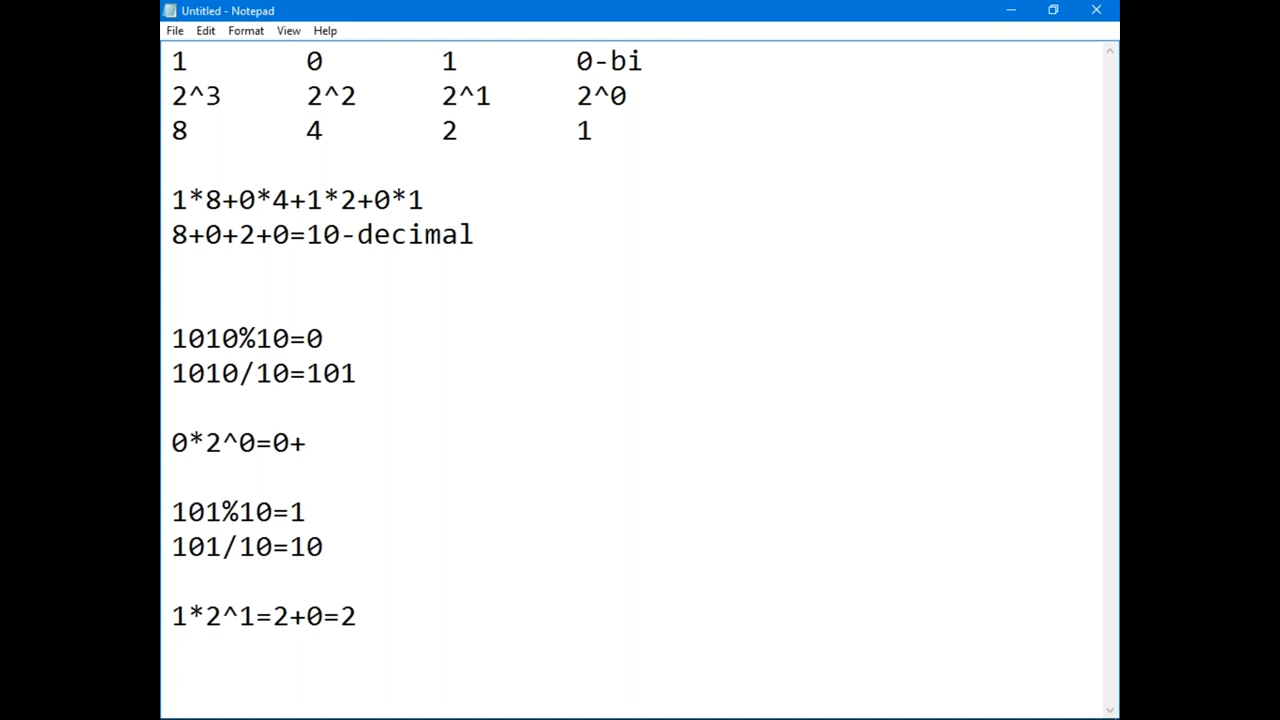 Untitled - Notepad
File Edit Format View Help
1 0 1 0-bi
2^3 2^2 2^1 2^0
8 4 2 1
1*8+0*4+1*2+0*1
8+0+2+0=10-decimal
1010%10=0
1010/10=101
0*2^0=0+
101%10=1
101/10=10
1*2^1=2+0=2